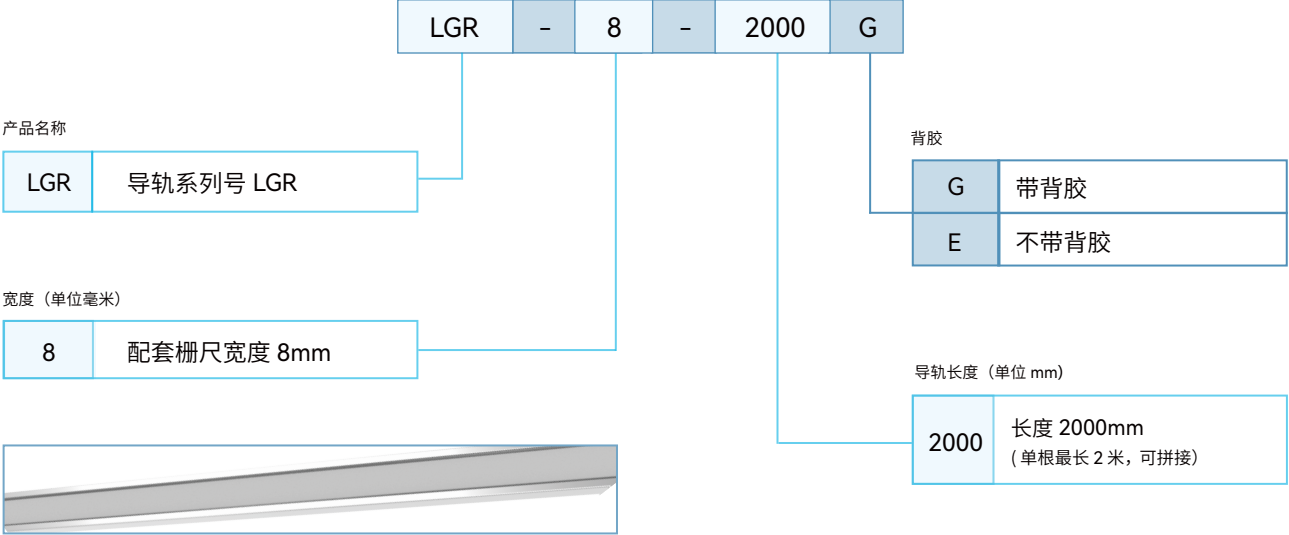 LGR - 8 - 2000 G
产品名称
LGR 导轨系列号 LGR
背胶
G 带背胶
E 不带背胶
宽度（单位毫米）
8 配套栅尺宽度 8mm
导轨长度（单位 mm)
2000 长度 2000mm
( 单根最长 2 米，可拼接）